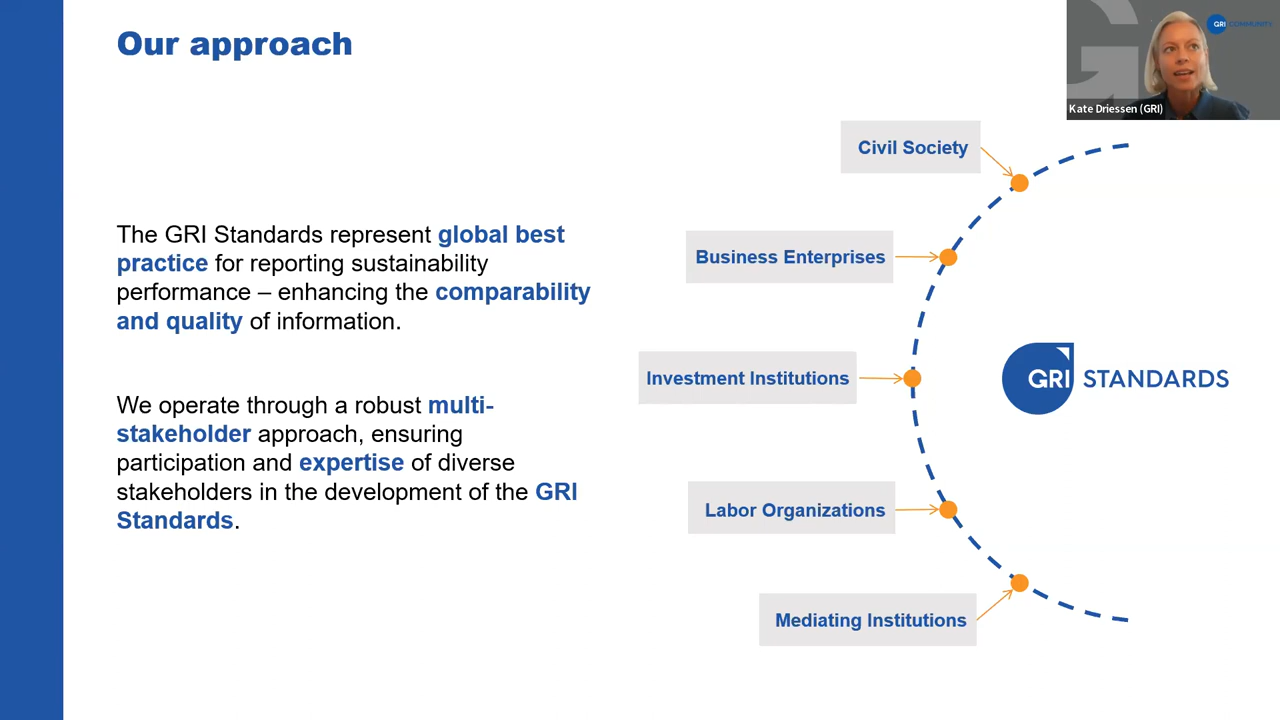 Our approach
GRI COMMUNITY
Kate Driessen (GRI)
The GRI Standards represent global best
practice for reporting sustainability
performance – enhancing the comparability
and quality of information.
We operate through a robust multi-
stakeholder approach, ensuring
participation and expertise of diverse
stakeholders in the development of the GRI
Standards.
Civil Society
Business Enterprises
Investment Institutions
Labor Organizations
Mediating Institutions
GRI STANDARDS